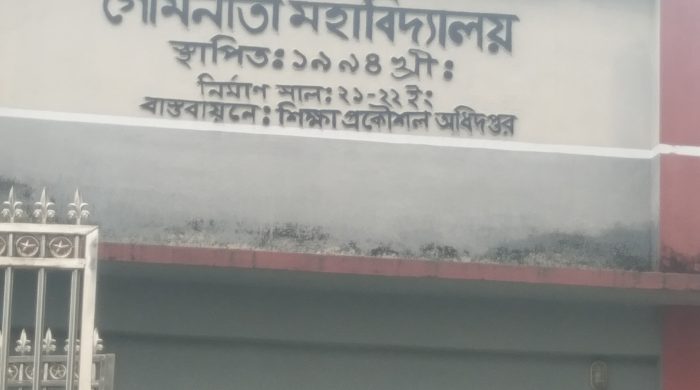 গোমনাতী মহাবিদ্যালয়
স্থাপিত: ১৯৯৪ খ্রী:
নির্মাণ সাল: ২১-২২ ইং
বাস্তবায়নে: শিক্ষা প্রকৌশল অধিদপ্তর